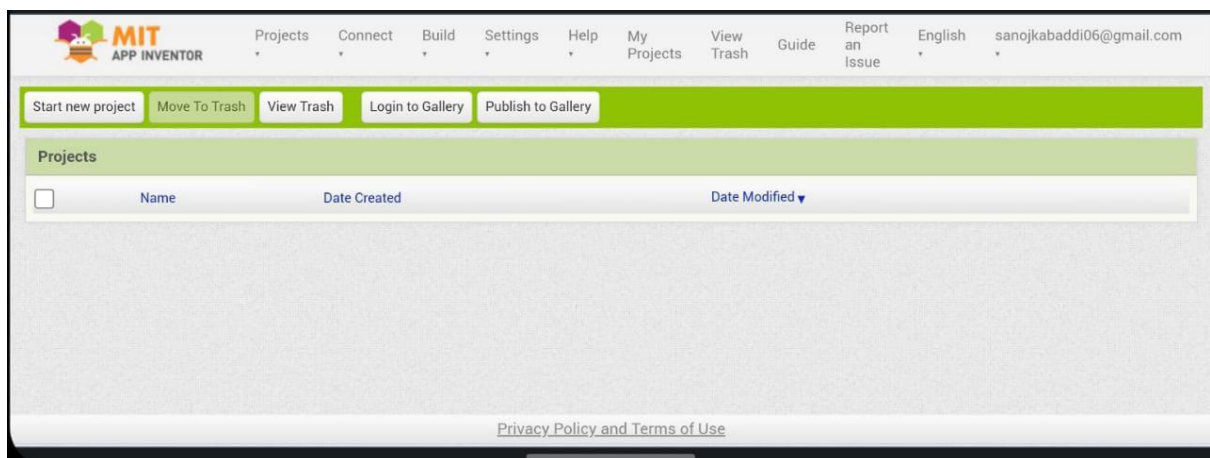 MIT
APP INVENTOR
Projects
Connect
Build
Settings
Help
My
Projects
View
Trash
Guide
Report
an
Issue
English
sanojkabaddi06@gmail.com
Start new project
Move To Trash
View Trash
Login to Gallery
Publish to Gallery
Projects
Name
Date Created
Date Modified
Privacy Policy and Terms of Use